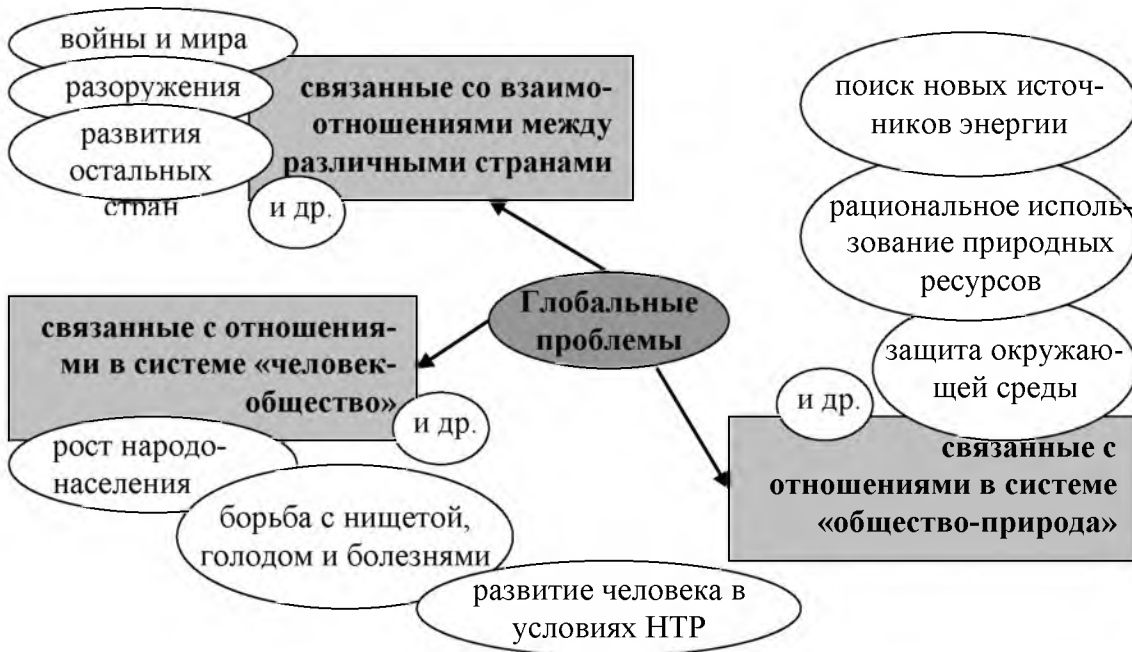 войны и мира
разоружения
развития
остальных
стран
связанные со взаимо-
отношениями между
различными странами
и др.
поиск новых источ-
ников энергии
рациональное исполь-
зование природных
ресурсов
защита окружаю-
щей среды
и др.
связанные с
отношениями в системе
«общество-природа»
Глобальные
проблемы
связанные с отношения-
ми в системе «человек-
общество»
и др.
рост народо-
населения
борьба с нищетой,
голодом и болезнями
развитие человека в
условиях НТР